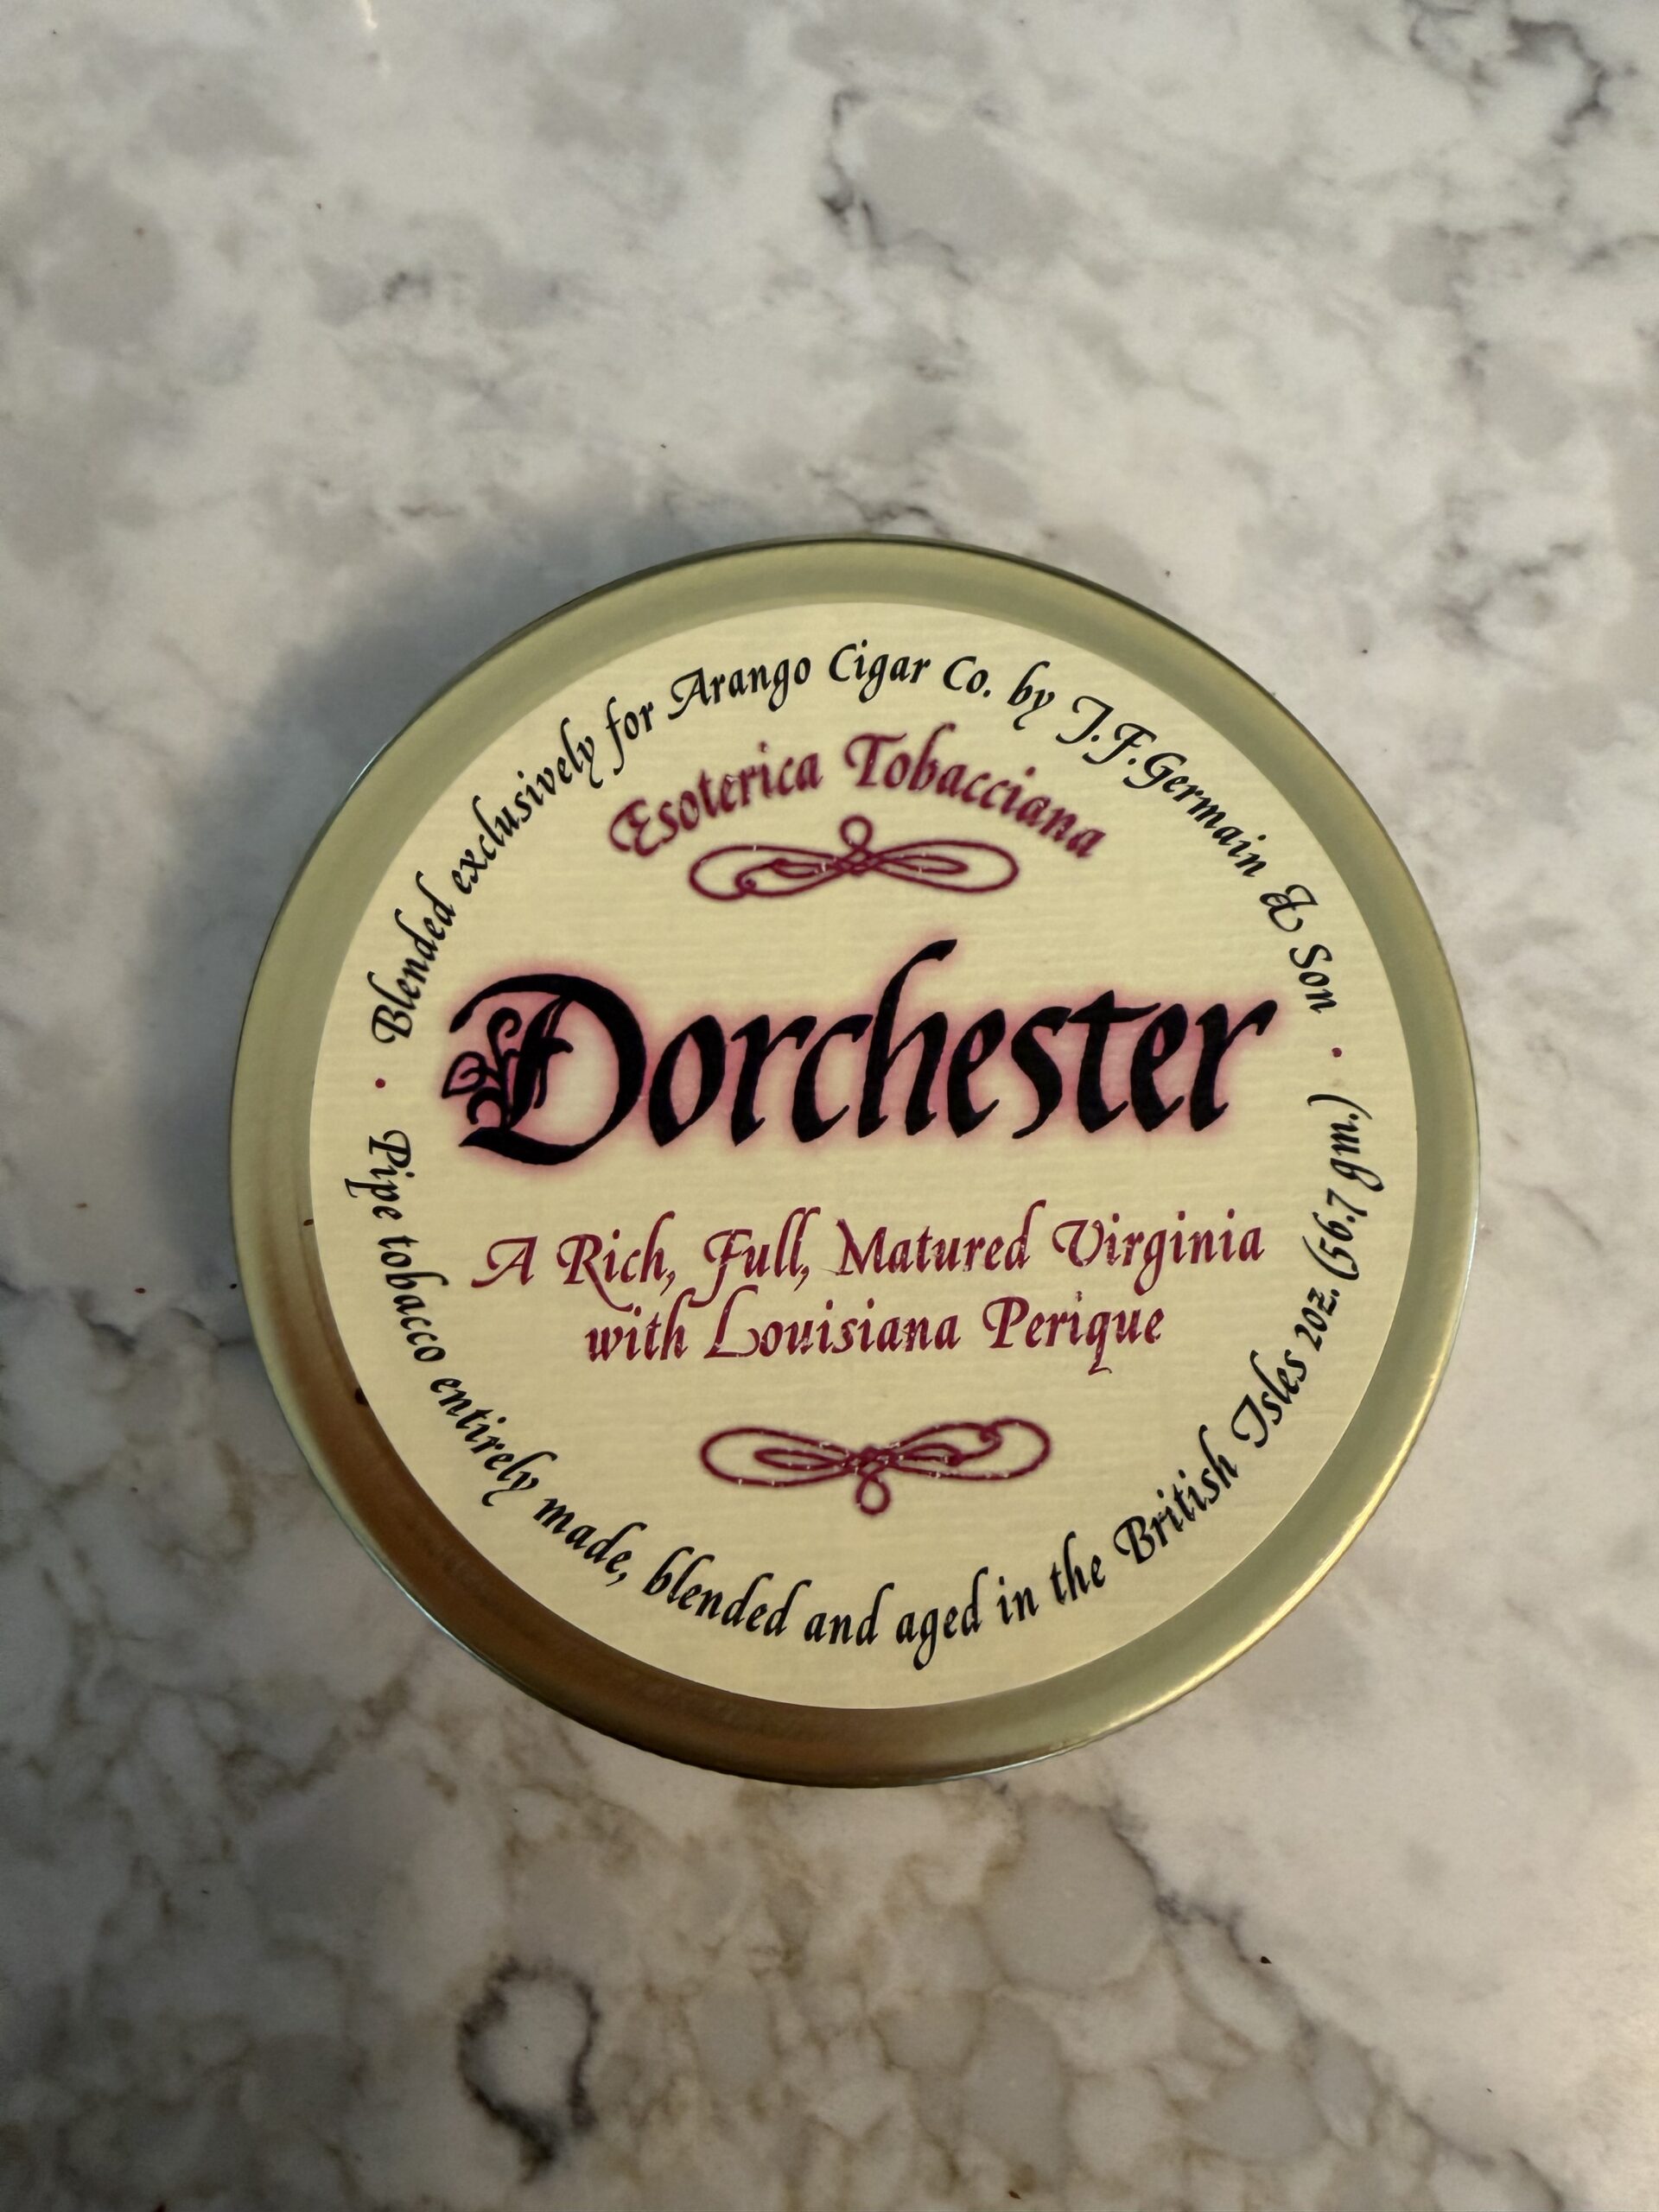 Blended exclusively for Arango Cigar Co. by J.F.Germain & Son
Esoterica Tobacciana
Dorchester
A Rich, Full, Matured Virginia
with Louisiana Perique
Pipe tobacco entirely made, blended and aged in the British Isles 2oz. (56.7 gm.)